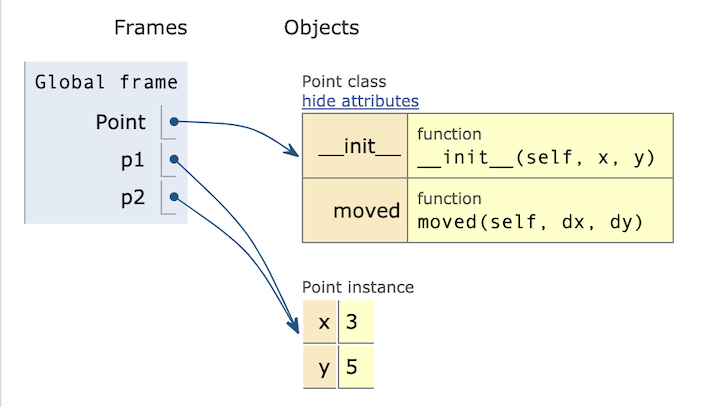 Frames
Objects
Global frame
Point
p1
p2
Point class
hide attributes
__init__
function
__init__(self, x, y)
moved
function
moved(self, dx, dy)
Point instance
x 3
y 5